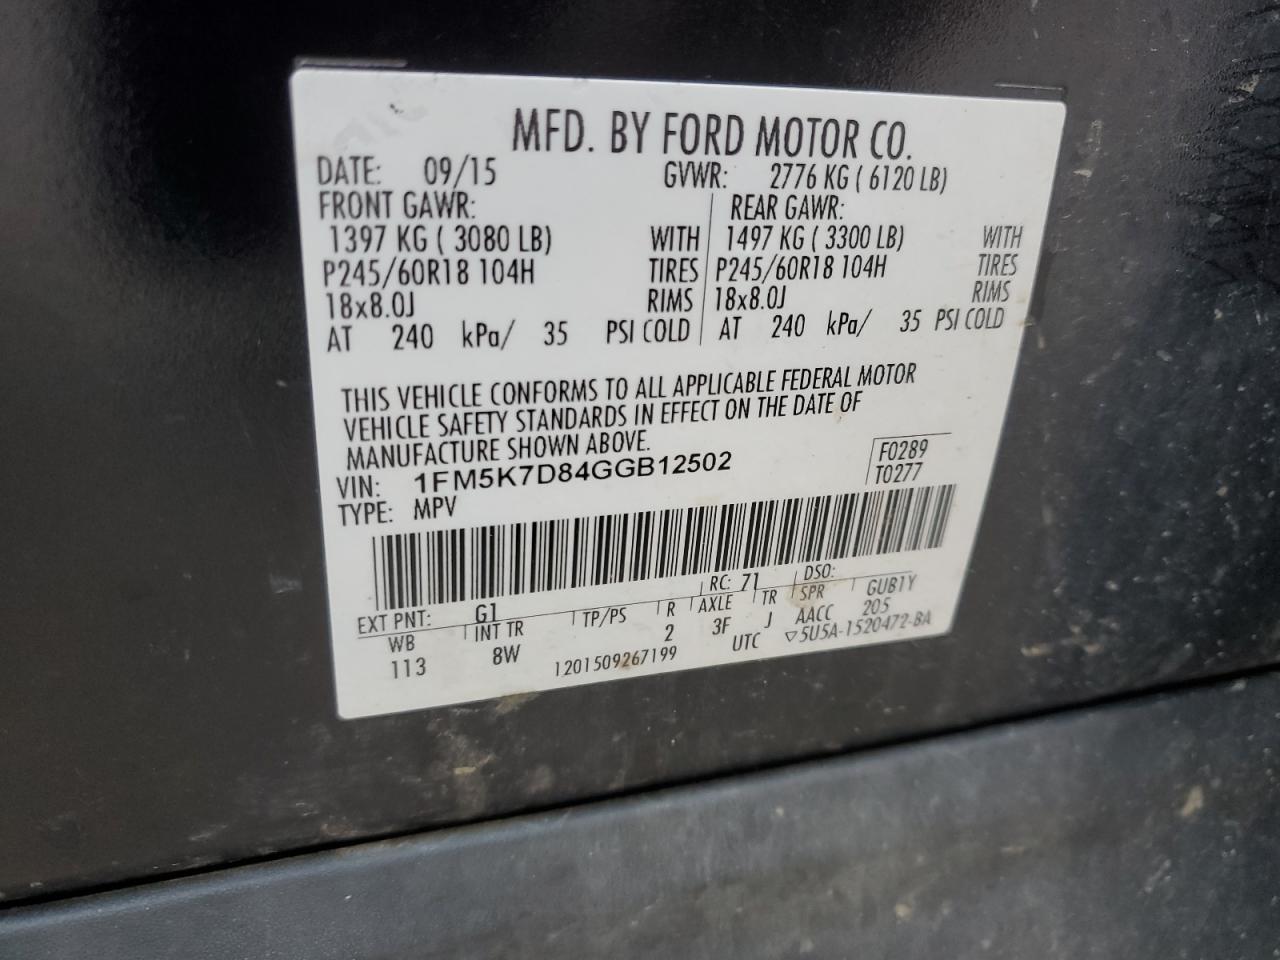 MFD. BY FORD MOTOR CO.
DATE: 09/15 GVWR: 2776 KG ( 6120 LB)
FRONT GAWR: REAR GAWR:
1397 KG ( 3080 LB) WITH 1497 KG ( 3300 LB) WITH
P245/60R18 104H TIRES P245/60R18 104H TIRES
18x8.0J RIMS 18x8.0J RIMS
AT 240 kPa/ 35 PSI COLD AT 240 kPa/ 35 PSI COLD
THIS VEHICLE CONFORMS TO ALL APPLICABLE FEDERAL MOTOR
VEHICLE SAFETY STANDARDS IN EFFECT ON THE DATE OF
MANUFACTURE SHOWN ABOVE.
VIN: 1FM5K7D84GGB12502 F0289
TYPE: MPV T0277
EXT PNT: G1 RC: 71 DSO:
WB INT TR TP/PS R AXLE TR SPR GUB1Y
113 8W 2 3F J AACC 205
1201509267199 UTC ▽5U5A-1520472-BA